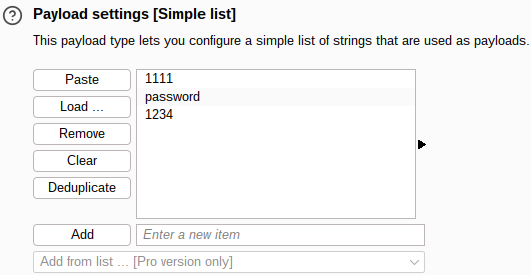 Payload settings [Simple list]
This payload type lets you configure a simple list of strings that are used as payloads.
Paste
Load ...
Remove
Clear
Deduplicate
1111
password
1234
Add
Enter a new item
Add from list ... [Pro version only]